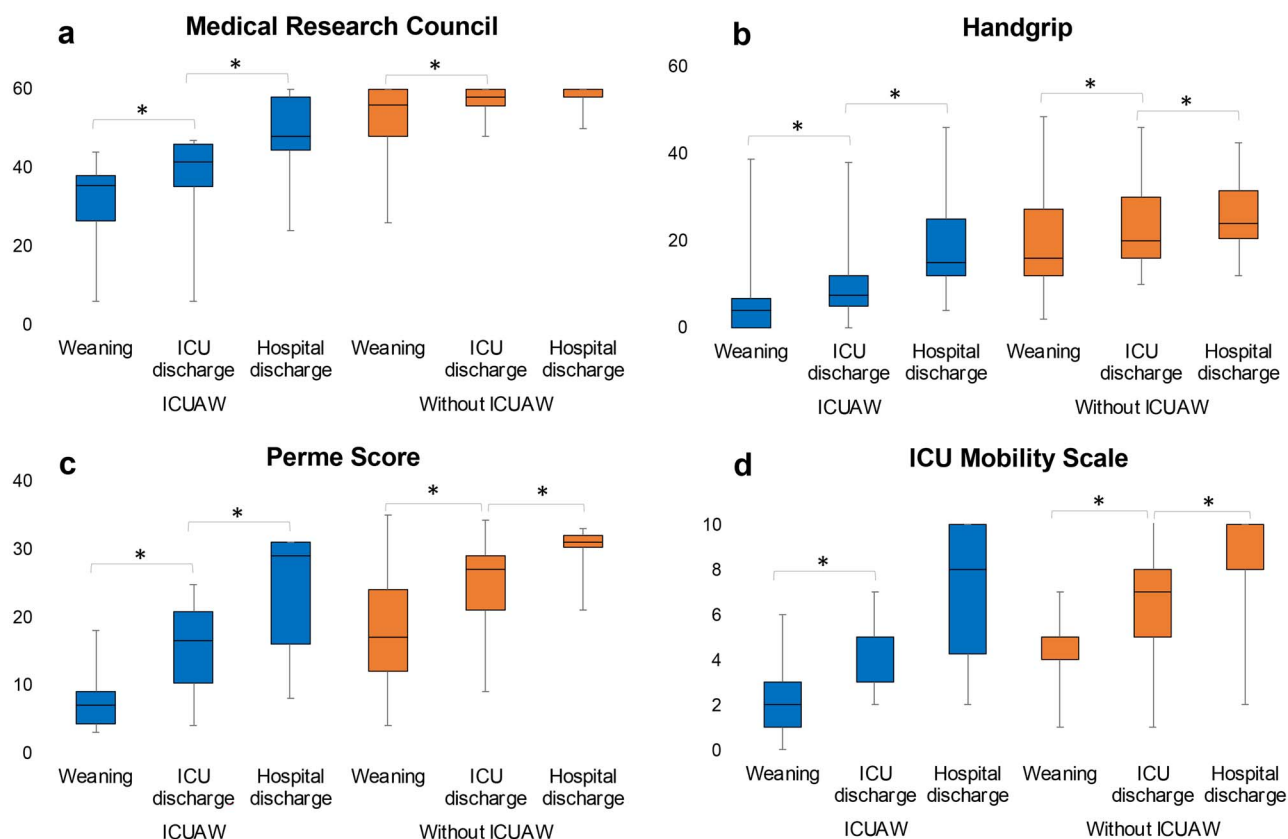 a
Medical Research Council
60
40
20
0
*
*
*
Weaning
ICU
discharge
Hospital
discharge
Weaning
ICU
discharge
Hospital
discharge
ICUAW
Without ICUAW
b
Handgrip
60
40
20
0
*
*
*
*
Weaning
ICU
discharge
Hospital
discharge
Weaning
ICU
discharge
Hospital
discharge
ICUAW
Without ICUAW
c
Perme Score
40
30
20
10
0
*
*
*
*
Weaning
ICU
discharge
Hospital
discharge
Weaning
ICU
discharge
Hospital
discharge
ICUAW
Without ICUAW
d
ICU Mobility Scale
10
8
6
4
2
0
*
*
*
Weaning
ICU
discharge
Hospital
discharge
Weaning
ICU
discharge
Hospital
discharge
ICUAW
Without ICUAW